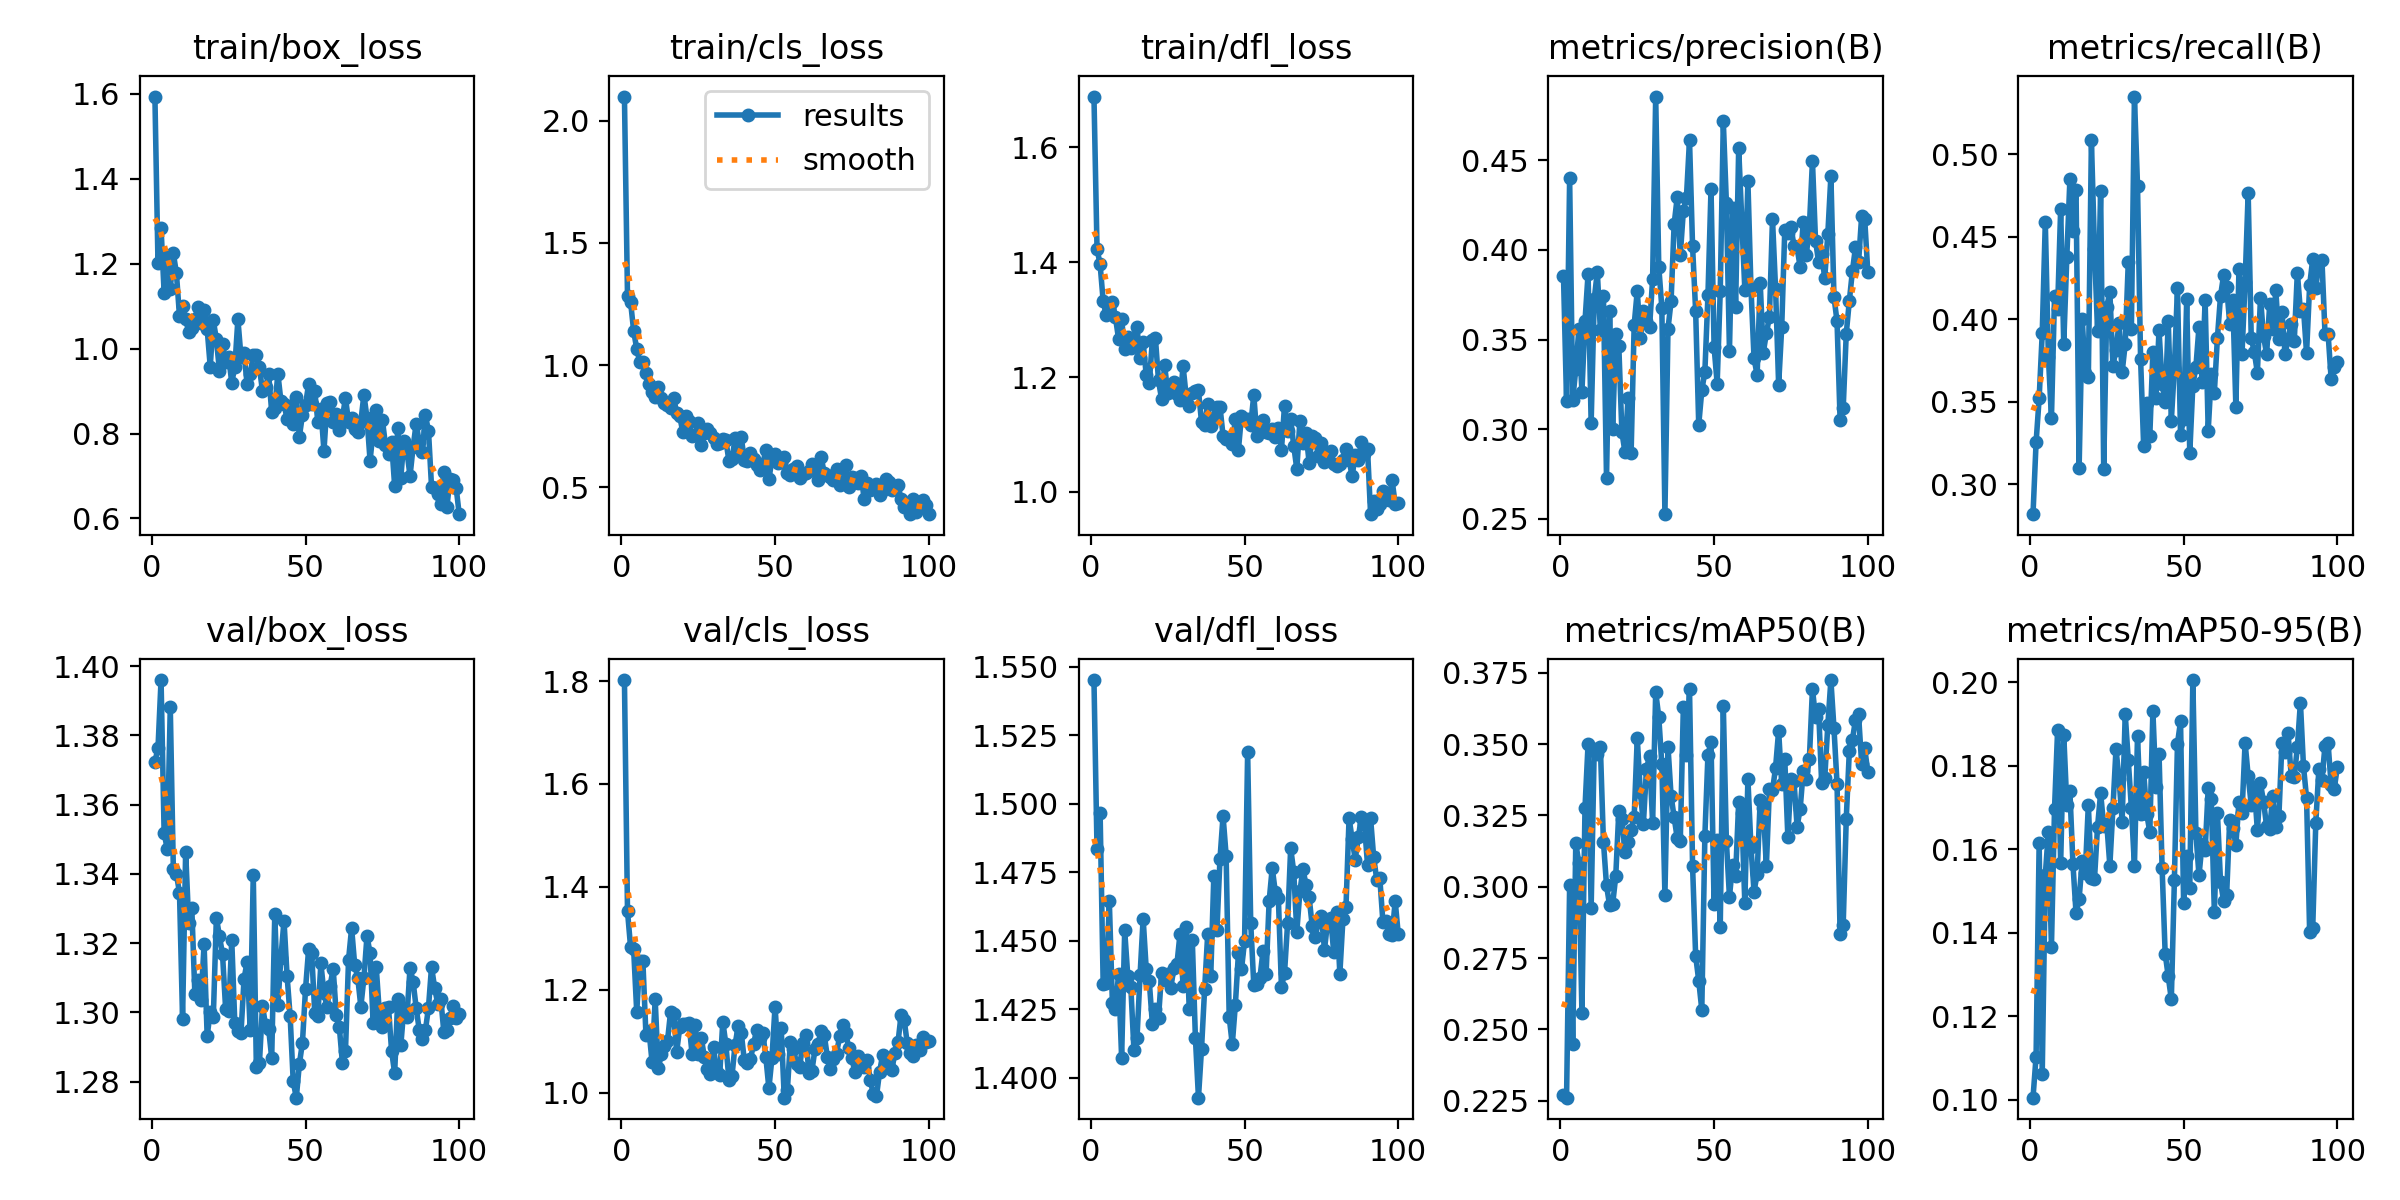 train/box_loss
1.6
1.4
1.2
1.0
0.8
0.6
0 50 100
train/cls_loss
results
smooth
2.0
1.5
1.0
0.5
0 50 100
train/dfl_loss
1.6
1.4
1.2
1.0
0 50 100
metrics/precision(B)
0.45
0.40
0.35
0.30
0.25
0 50 100
metrics/recall(B)
0.50
0.45
0.40
0.35
0.30
0 50 100
val/box_loss
1.40
1.38
1.36
1.34
1.32
1.30
1.28
0 50 100
val/cls_loss
1.8
1.6
1.4
1.2
1.0
0 50 100
val/dfl_loss
1.550
1.525
1.500
1.475
1.450
1.425
1.400
0 50 100
metrics/mAP50(B)
0.375
0.350
0.325
0.300
0.275
0.250
0.225
0 50 100
metrics/mAP50-95(B)
0.20
0.18
0.16
0.14
0.12
0.10
0 50 100